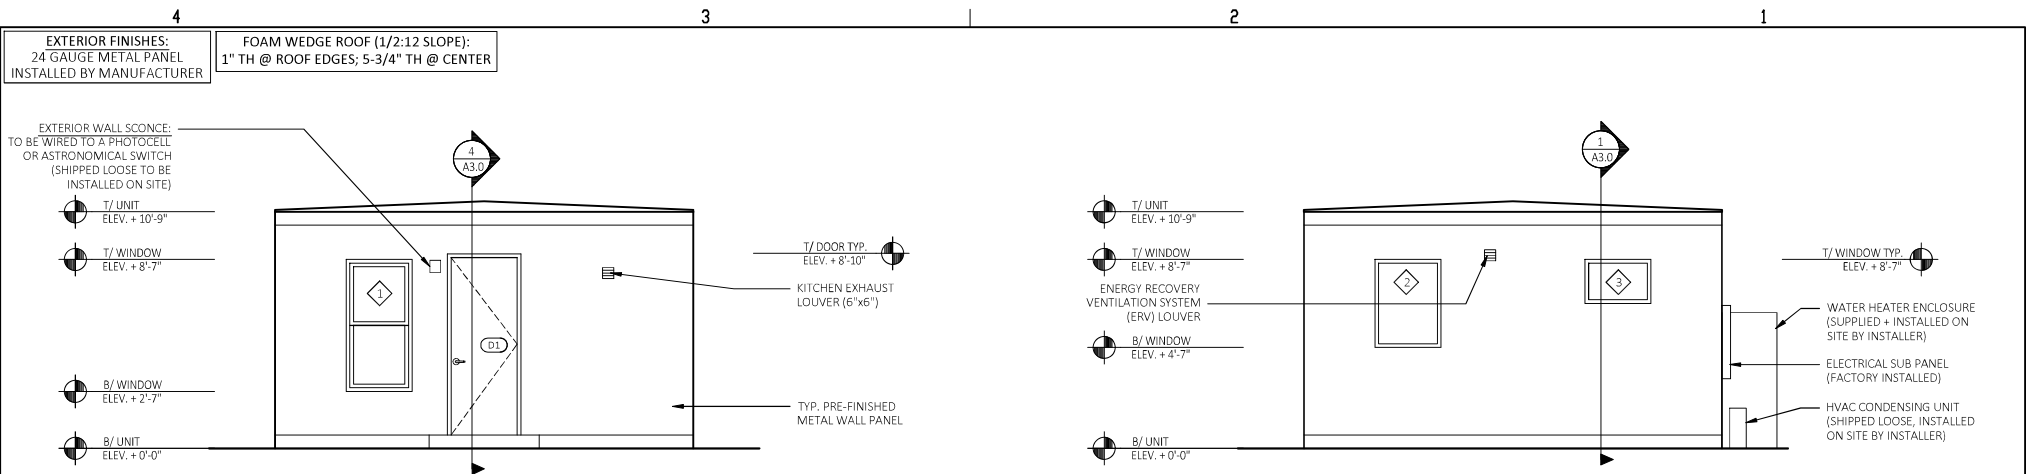 4
3
2
1
EXTERIOR FINISHES:
24 GAUGE METAL PANEL
INSTALLED BY MANUFACTURER
FOAM WEDGE ROOF (1/2:12 SLOPE):
1" TH @ ROOF EDGES; 5-3/4" TH @ CENTER
EXTERIOR WALL SCONCE:
TO BE WIRED TO A PHOTOCELL
OR ASTRONOMICAL SWITCH
(SHIPPED LOOSE TO BE
INSTALLED ON SITE)
T/ UNIT
ELEV. + 10'-9"
T/ WINDOW
ELEV. + 8'-7"
B/ WINDOW
ELEV. + 2'-7"
B/ UNIT
ELEV. + 0'-0"
4
A3.0
1
D1
T/ DOOR TYP.
ELEV. + 8'-10"
KITCHEN EXHAUST
LOUVER (6"x6")
TYP. PRE-FINISHED
METAL WALL PANEL
T/ UNIT
ELEV. + 10'-9"
T/ WINDOW
ELEV. + 8'-7"
ENERGY RECOVERY
VENTILATION SYSTEM
(ERV) LOUVER
B/ WINDOW
ELEV. + 4'-7"
B/ UNIT
ELEV. + 0'-0"
1
A3.0
2
3
T/ WINDOW TYP.
ELEV. + 8'-7"
WATER HEATER ENCLOSURE
(SUPPLIED + INSTALLED ON
SITE BY INSTALLER)
ELECTRICAL SUB PANEL
(FACTORY INSTALLED)
HVAC CONDENSING UNIT
(SHIPPED LOOSE, INSTALLED
ON SITE BY INSTALLER)